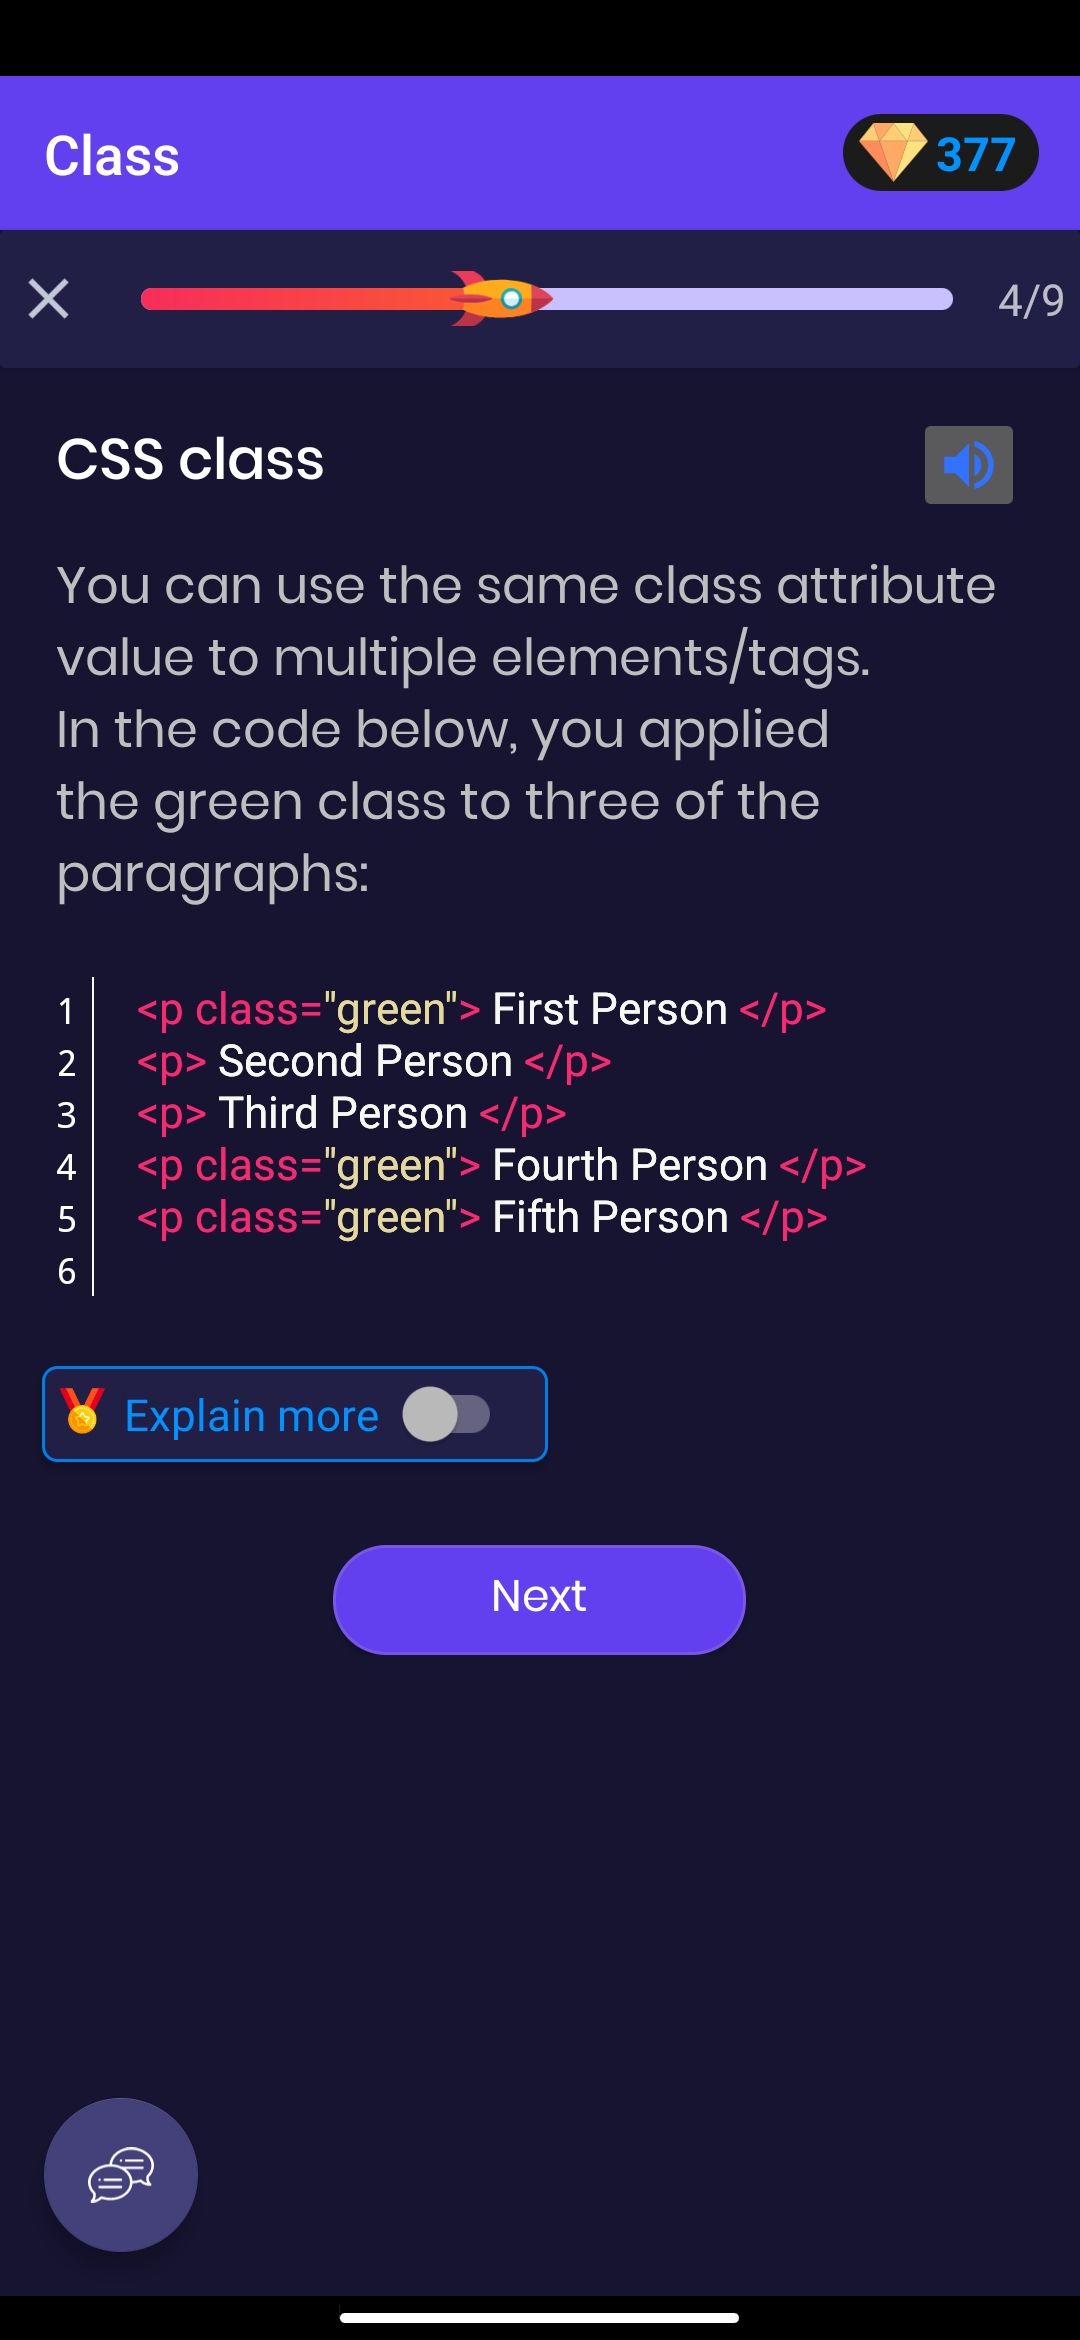 Class
377
4/9
CSS class
You can use the same class attribute
value to multiple elements/tags.
In the code below, you applied
the green class to three of the
paragraphs:
1 <p class="green"> First Person </p>
2 <p> Second Person </p>
3 <p> Third Person </p>
4 <p class="green"> Fourth Person </p>
5 <p class="green"> Fifth Person </p>
6
Explain more
Next